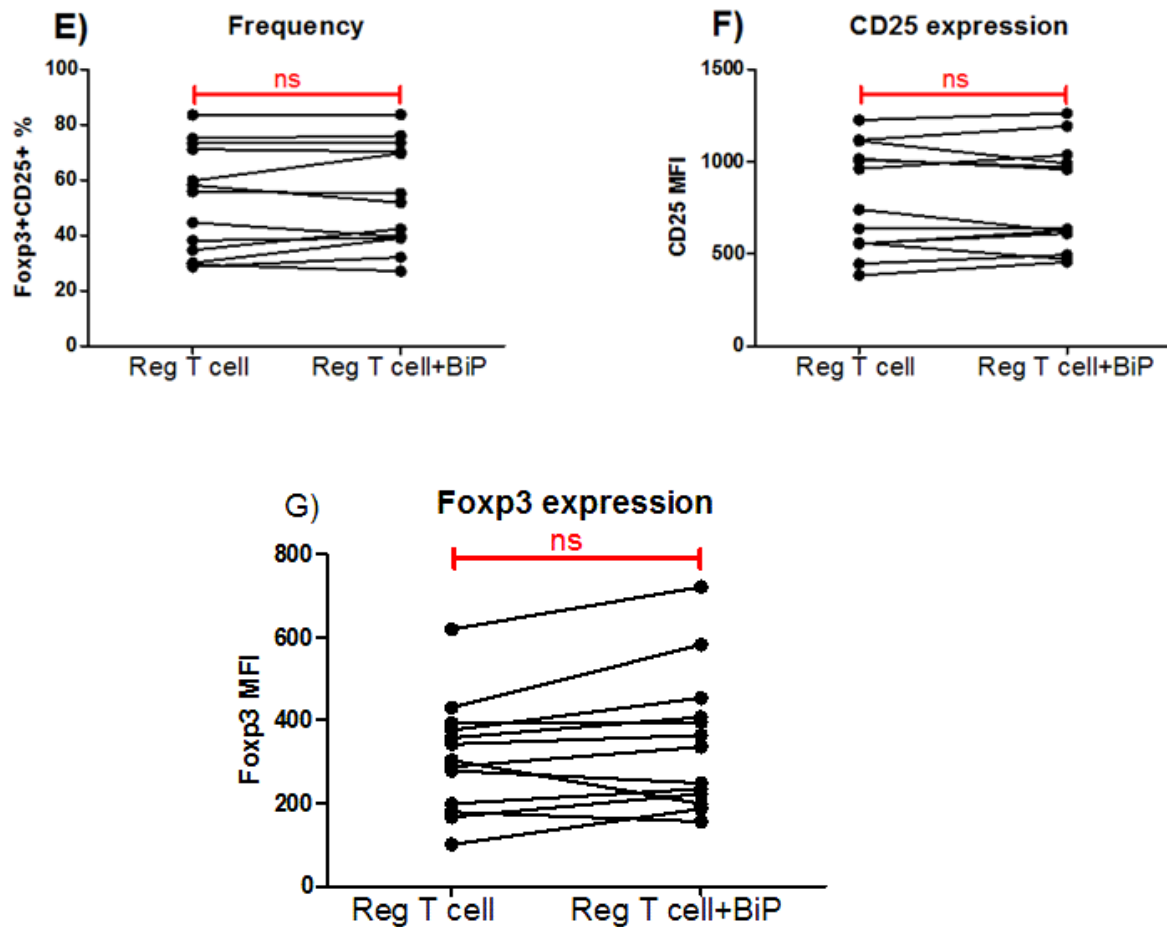 E) Frequency
ns
100
80
60
40
20
0
Foxp3+CD25+ %
Reg T cell Reg T cell+BiP
F) CD25 expression
ns
1500
1000
500
0
CD25 MFI
Reg T cell Reg T cell+BiP
G) Foxp3 expression
ns
800
600
400
200
0
Foxp3 MFI
Reg T cell Reg T cell+BiP